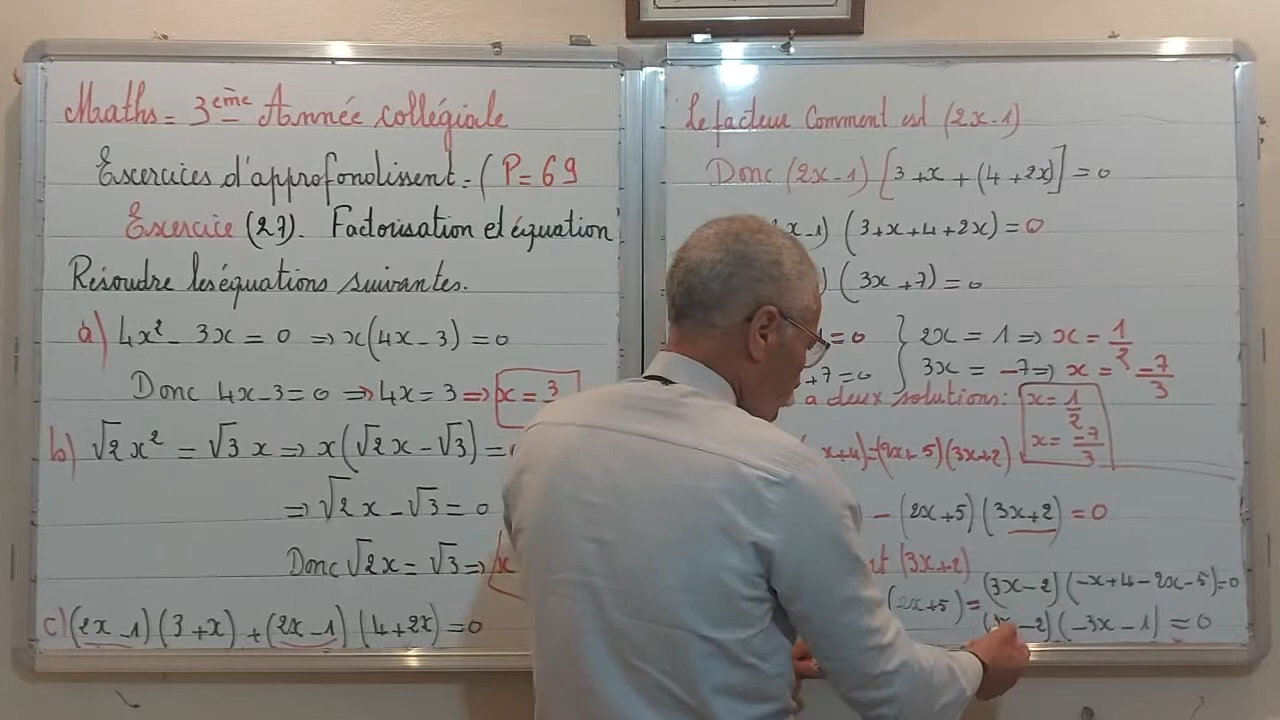 Maths = 3ème Année collégiale
Exercices d'approfondissent = ( P = 69
Exercice (27). Factorisation et équation
Résoudre les équations suivantes.
a) 4x² - 3x = 0 ⇒ x(4x - 3) = 0
Donc 4x - 3 = 0 ⇒ 4x = 3 ⇒ x = 3
b) √2 x² = √3 x ⇒ x(√2 x - √3) =
⇒ √2 x - √3 = 0
Donc √2 x = √3 ⇒ x
c) (2x - 1)(3 + x) + (2x - 1)(4 + 2x) = 0
Le facteur Comment est (2x - 1)
Donc (2x - 1) [3 + x + (4 + 2x)] = 0
x - 1) (3 + x + 4 + 2x) = 0
) (3x + 7) = 0
1 = 0 } 2x = 1 ⇒ x = 1/2
+ 7 = 0 } 3x = -7 ⇒ x = -7/3
a deux solutions : x = 1/2
x = -7/3
x + 4) = (2x + 5)(3x + 2)
) - (2x + 5)(3x + 2) = 0
(3x + 2)
(2x + 5) = (3x - 2)(-x + 4 - 2x - 5) = 0
- 2)(-3x - 1) = 0